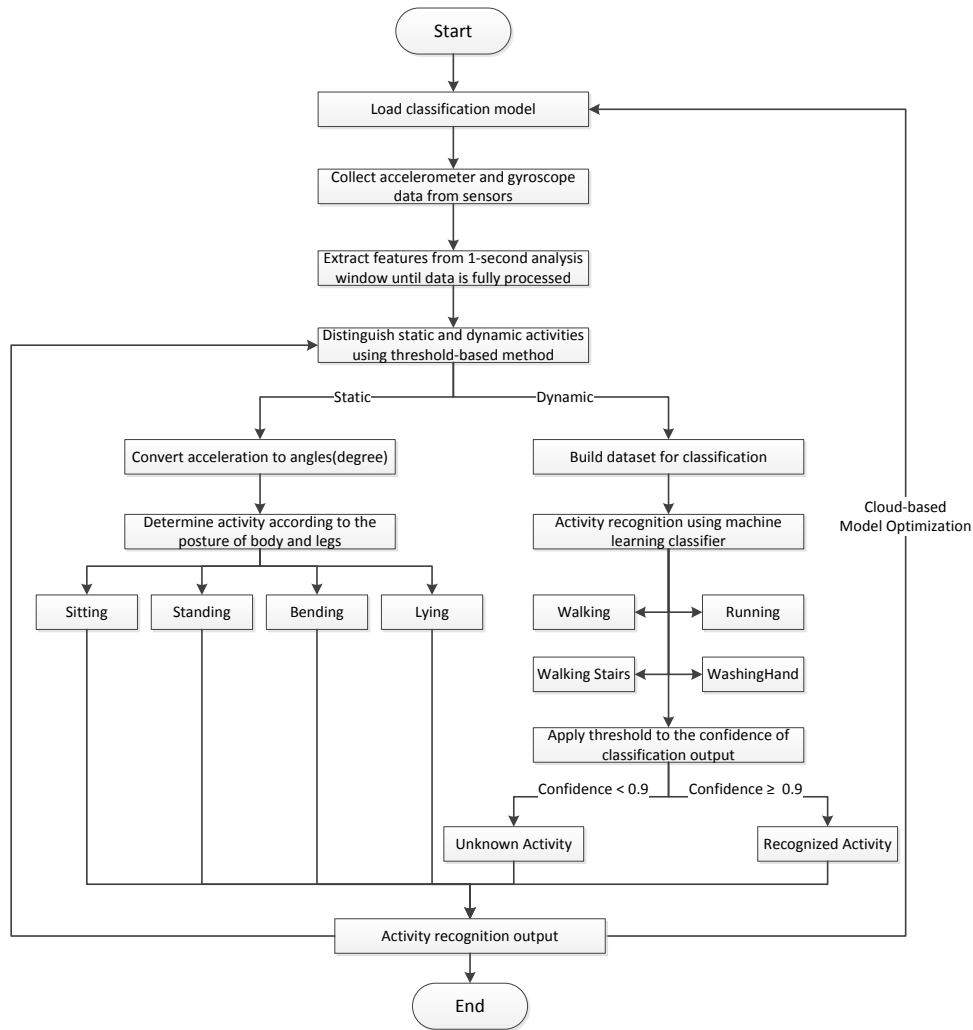 Start
Load classification model
Collect accelerometer and gyroscope
data from sensors
Extract features from 1-second analysis
window until data is fully processed
Distinguish static and dynamic activities
using threshold-based method
Static
Dynamic
Convert acceleration to angles(degree)
Build dataset for classification
Determine activity according to the
posture of body and legs
Activity recognition using machine
learning classifier
Cloud-based
Model Optimization
Sitting
Standing
Bending
Lying
Walking
Running
Walking Stairs
WashingHand
Apply threshold to the confidence of
classification output
Confidence < 0.9
Confidence ≥ 0.9
Unknown Activity
Recognized Activity
Activity recognition output
End